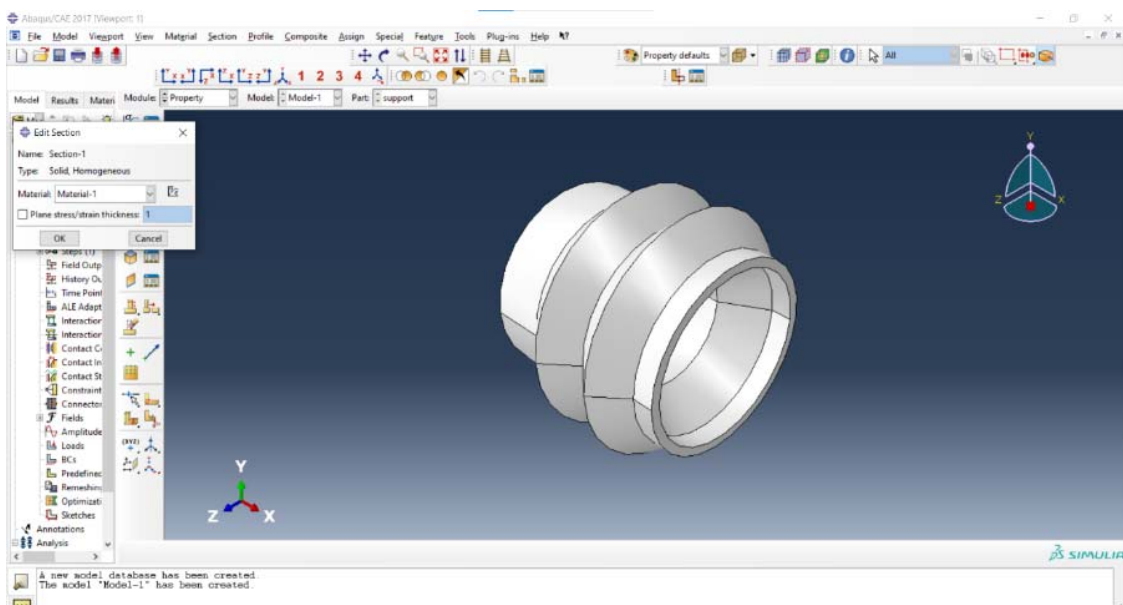 Abaqus/CAE 2017 [Viewport: 1]
File Model Viewport View Material Section Profile Composite Assign Special Feature Tools Plug-ins Help
Property defaults
All
1 2 3 4
Model Results Materi Module: Property Model: Model-1 Part: support
Edit Section
Name: Section-1
Type: Solid, Homogeneous
Material: Material-1
Plane stress/strain thickness: 1
OK Cancel
Steps (1)
Field Outp
History Ou
Time Point
ALE Adapt
Interaction
Interaction
Contact Co
Contact In
Contact St
Constraint
Connector
Fields
Amplitude
Loads
BCs
Predefined
Remeshing
Optimizati
Sketches
Annotations
Analysis
(XYZ)
Y
Z X
Y
Z X
SIMULIA
A new model database has been created.
The model "Model-1" has been created.